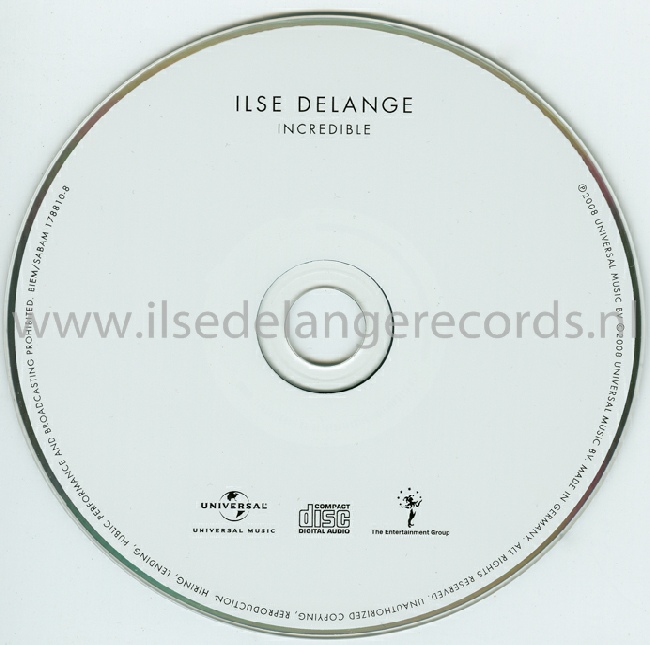 ILSE DELANGE
INCREDIBLE
℗2008 UNIVERSAL MUSIC BV ©2008 UNIVERSAL MUSIC BV. MADE IN GERMANY. ALL RIGHTS RESERVED. UNAUTHORIZED COPYING, REPRODUCTION, HIRING, LENDING, PUBLIC PERFORMANCE AND BROADCASTING PROHIBITED. BIEM/SABAM 178810-8
www.ilsedelangerecords.nl
UNIVERSAL
UNIVERSAL MUSIC
COMPACT
disc
DIGITAL AUDIO
The Entertainment Group